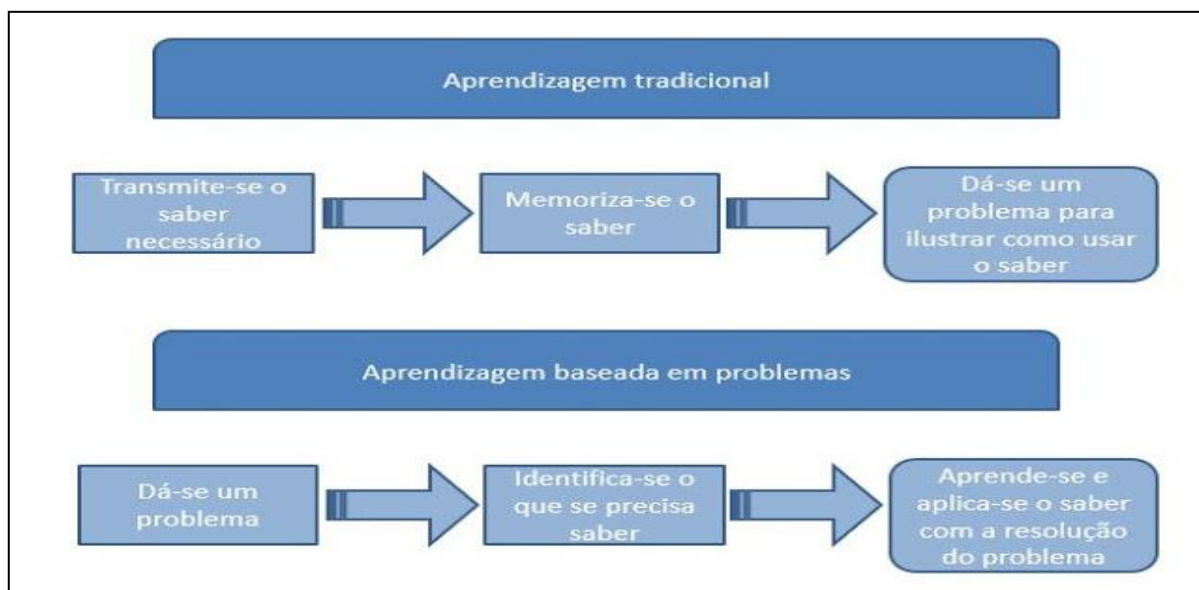 Aprendizagem tradicional
Transmite-se o
saber
necessário
Memoriza-se o
saber
Dá-se um
problema para
ilustrar como usar
o saber
Aprendizagem baseada em problemas
Dá-se um
problema
Identifica-se o
que se precisa
saber
Aprende-se e
aplica-se o saber
com a resolução
do problema